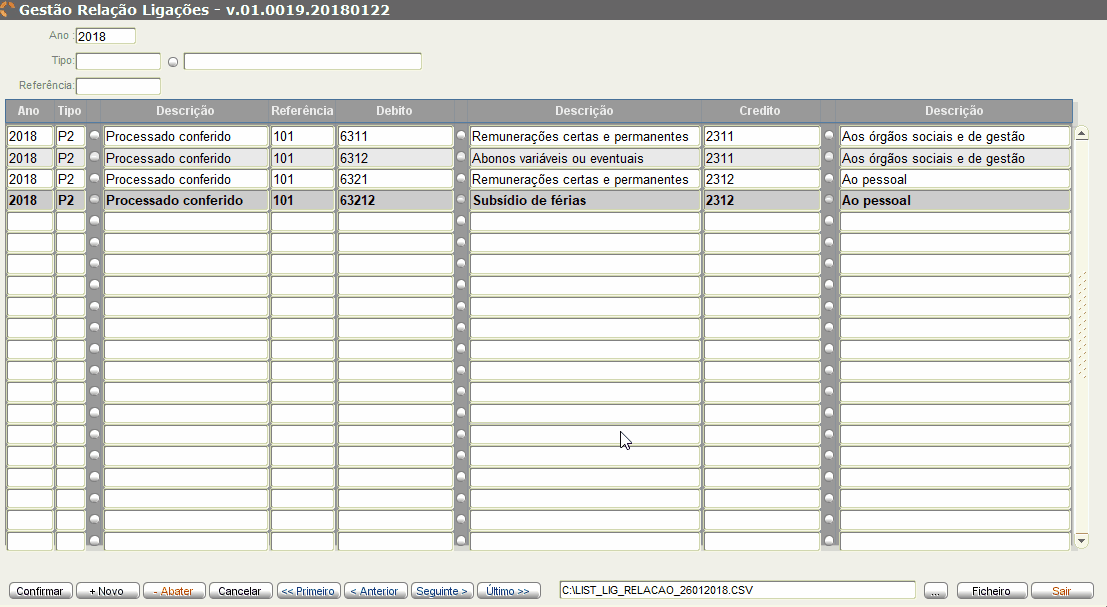 Gestão Relação Ligações - v.01.0019.20180122
Ano : 2018
Tipo:
Referência:
Ano Tipo Descrição Referência Debito Descrição Credito Descrição
2018 P2 Processado conferido 101 6311 Remunerações certas e permanentes 2311 Aos órgãos sociais e de gestão
2018 P2 Processado conferido 101 6312 Abonos variáveis ou eventuais 2311 Aos órgãos sociais e de gestão
2018 P2 Processado conferido 101 6321 Remunerações certas e permanentes 2312 Ao pessoal
2018 P2 Processado conferido 101 63212 Subsídio de férias 2312 Ao pessoal
Confirmar + Novo - Abater Cancelar << Primeiro < Anterior Seguinte > Último >> C:\LIST_LIG_RELACAO_26012018.CSV ... Ficheiro Sair